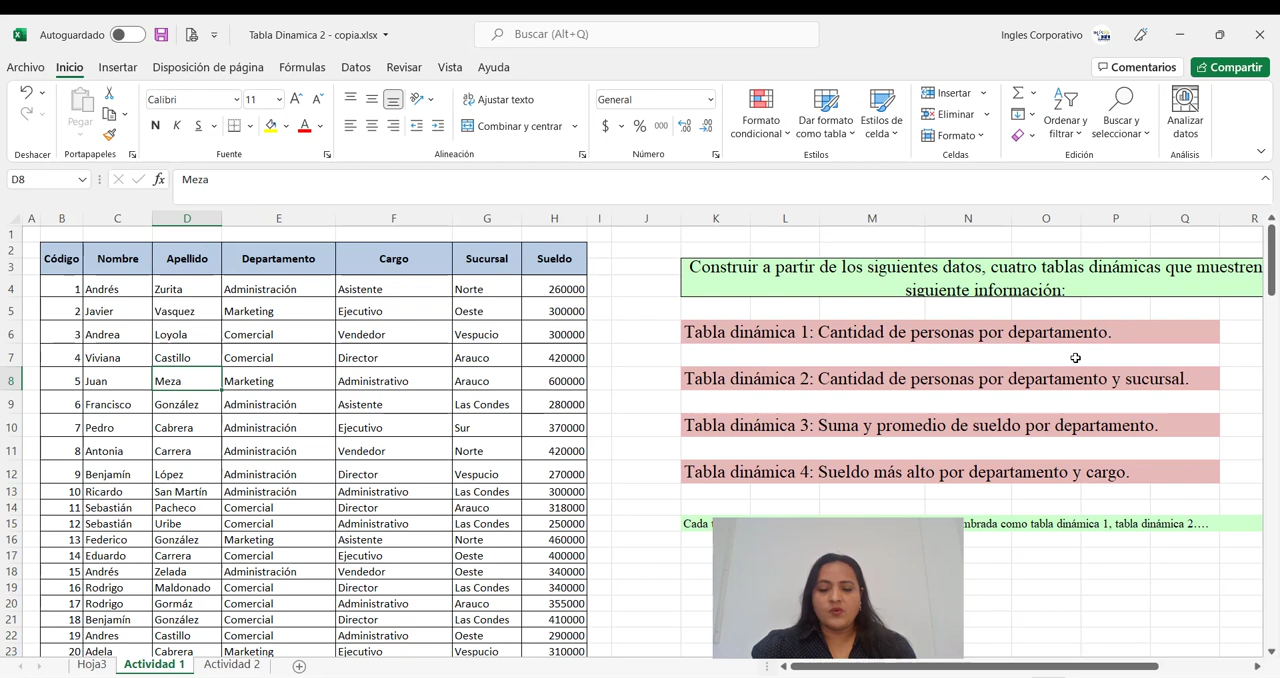 Autoguardado
Tabla Dinamica 2 - copia.xlsx
Buscar (Alt+Q)
Ingles Corporativo
Archivo Inicio Insertar Disposición de página Fórmulas Datos Revisar Vista Ayuda Comentarios Compartir
Pegar
Calibri 11
N K S
Ajustar texto
Combinar y centrar
General
$ % 000
Formato condicional
Dar formato como tabla
Estilos de celda
Insertar
Eliminar
Formato
Ordenar y filtrar
Buscar y seleccionar
Analizar datos
Deshacer Portapapeles Fuente Alineación Número Estilos Celdas Edición Análisis
D8 fx Meza
A B C D E F G H I J K L M N O P Q R
1
2 Código Nombre Apellido Departamento Cargo Sucursal Sueldo
3 Construir a partir de los siguientes datos, cuatro tablas dinámicas que muestren
siguiente información:
4 1 Andrés Zurita Administración Asistente Norte 260000
5 2 Javier Vasquez Marketing Ejecutivo Oeste 300000
6 3 Andrea Loyola Comercial Vendedor Vespucio 300000 Tabla dinámica 1: Cantidad de personas por departamento.
7 4 Viviana Castillo Comercial Director Arauco 420000
8 5 Juan Meza Marketing Administrativo Arauco 600000 Tabla dinámica 2: Cantidad de personas por departamento y sucursal.
9 6 Francisco González Administración Asistente Las Condes 280000
10 7 Pedro Cabrera Administración Ejecutivo Sur 370000 Tabla dinámica 3: Suma y promedio de sueldo por departamento.
11 8 Antonia Carrera Administración Vendedor Norte 420000
12 9 Benjamín López Administración Director Vespucio 270000 Tabla dinámica 4: Sueldo más alto por departamento y cargo.
13 10 Ricardo San Martín Administración Administrativo Las Condes 300000
14 11 Sebastián Pacheco Comercial Director Arauco 318000
15 12 Sebastián Uribe Comercial Administrativo Las Condes 250000 Cada mbrada como tabla dinámica 1, tabla dinámica 2….
16 13 Federico González Marketing Asistente Norte 460000
17 14 Eduardo Carrera Comercial Ejecutivo Oeste 400000
18 15 Andrés Zelada Administración Vendedor Oeste 340000
19 16 Rodrigo Maldonado Comercial Director Las Condes 340000
20 17 Rodrigo Gormáz Comercial Administrativo Arauco 355000
21 18 Benjamín González Comercial Director Las Condes 410000
22 19 Andres Castillo Comercial Administrativo Oeste 290000
23 20 Adela Cabrera Marketing Ejecutivo Vespucio 310000
Hoja3 Actividad 1 Actividad 2